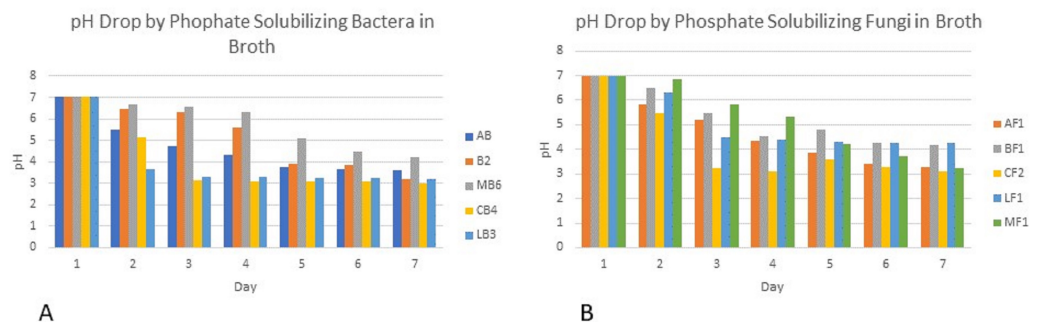 pH Drop by Phophate Solubilizing Bactera in
Broth
8
7
6
5
4
3
2
1
0
pH
1 2 3 4 5 6 7
Day
AB
B2
MB6
CB4
LB3
A
pH Drop by Phosphate Solubilizing Fungi in Broth
8
7
6
5
4
3
2
1
0
pH
1 2 3 4 5 6 7
Day
AF1
BF1
CF2
LF1
MF1
B